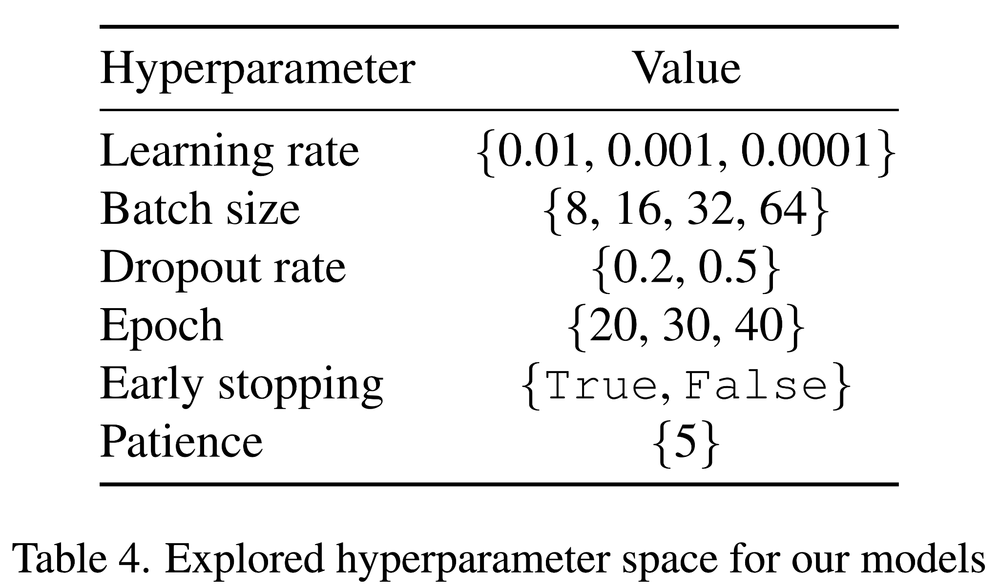 Hyperparameter Value
Learning rate {0.01, 0.001, 0.0001}
Batch size {8, 16, 32, 64}
Dropout rate {0.2, 0.5}
Epoch {20, 30, 40}
Early stopping {True, False}
Patience {5}
Table 4. Explored hyperparameter space for our models